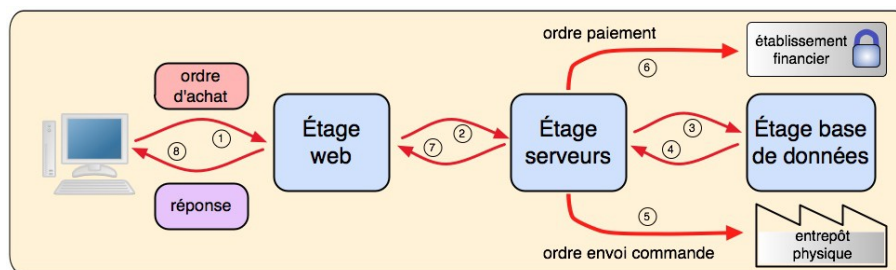 ordre paiement
établissement
financier
6
ordre
d'achat
1
8
réponse
Étage
web
2
7
Étage
serveurs
3
4
Étage base
de données
5
ordre envoi commande
entrepôt
physique